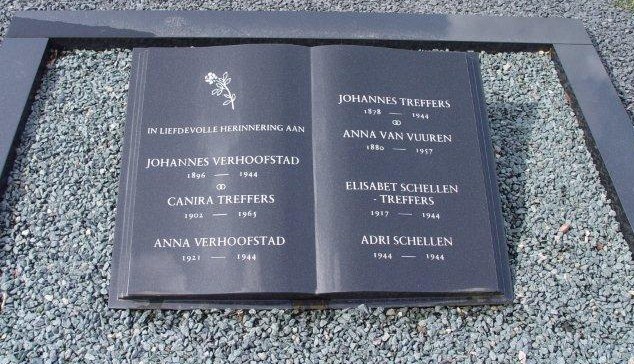 IN LIEFDEVOLLE HERINNERING AAN
JOHANNES VERHOOFSTAD
1896 — 1944
CANIRA TREFFERS
1902 — 1965
ANNA VERHOOFSTAD
1921 — 1944
JOHANNES TREFFERS
1878 — 1944
ANNA VAN VUUREN
1880 — 1957
ELISABET SCHELLEN
- TREFFERS
1917 — 1944
ADRI SCHELLEN
1944 — 1944